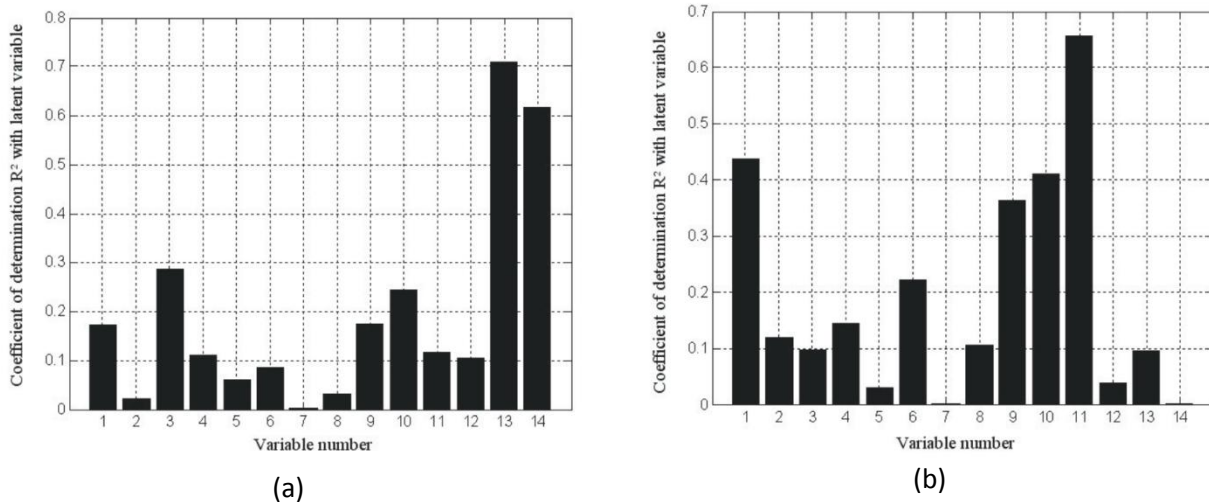 Coefficient of determination R² with latent variable
0.8
0.7
0.6
0.5
0.4
0.3
0.2
0.1
0
1 2 3 4 5 6 7 8 9 10 11 12 13 14
Variable number
(a)
Coefficient of determination R² with latent variable
0.7
0.6
0.5
0.4
0.3
0.2
0.1
0
1 2 3 4 5 6 7 8 9 10 11 12 13 14
Variable number
(b)